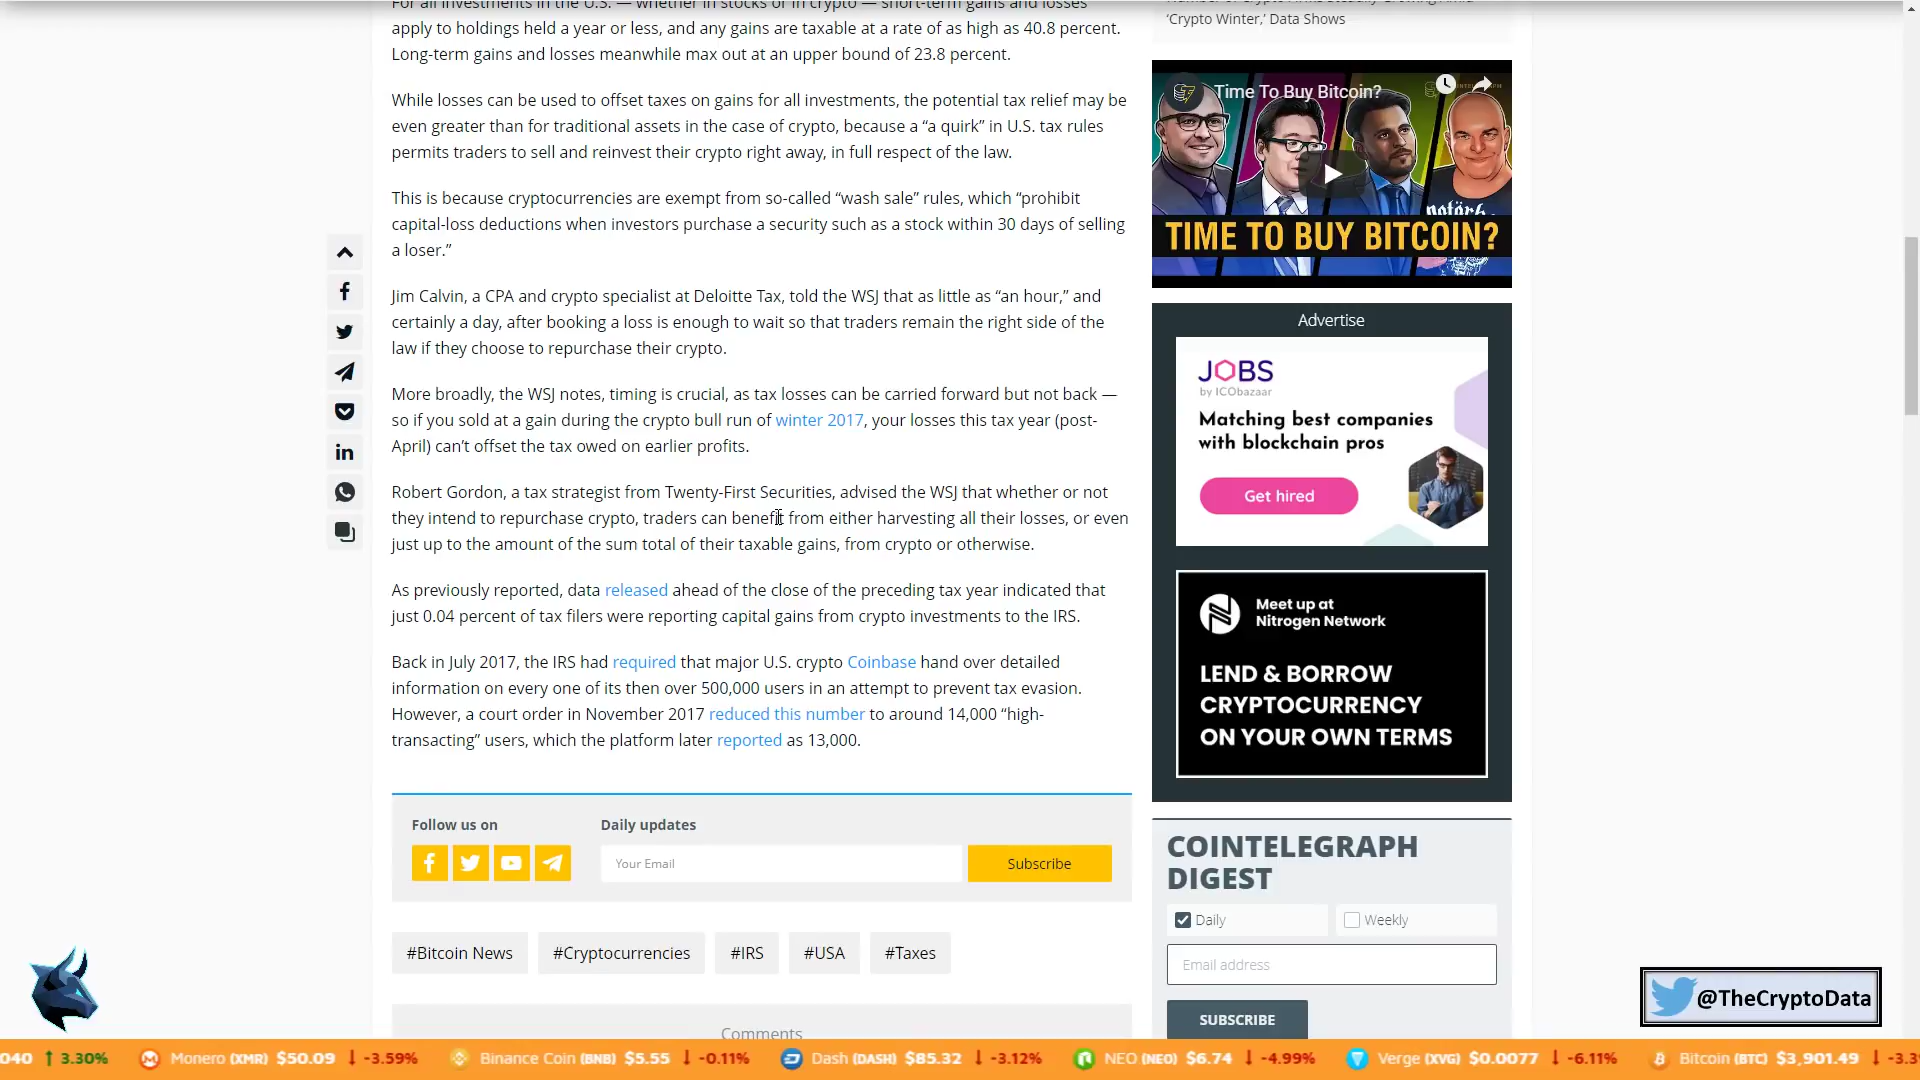 For all investments in the U.S. — whether in stocks or in crypto — short-term gains and losses
apply to holdings held a year or less, and any gains are taxable at a rate of as high as 40.8 percent.
Long-term gains and losses meanwhile max out at an upper bound of 23.8 percent.
While losses can be used to offset taxes on gains for all investments, the potential tax relief may be
even greater than for traditional assets in the case of crypto, because a “a quirk” in U.S. tax rules
permits traders to sell and reinvest their crypto right away, in full respect of the law.
This is because cryptocurrencies are exempt from so-called “wash sale” rules, which “prohibit
capital-loss deductions when investors purchase a security such as a stock within 30 days of selling
a loser.”
Jim Calvin, a CPA and crypto specialist at Deloitte Tax, told the WSJ that as little as “an hour,” and
certainly a day, after booking a loss is enough to wait so that traders remain the right side of the
law if they choose to repurchase their crypto.
More broadly, the WSJ notes, timing is crucial, as tax losses can be carried forward but not back —
so if you sold at a gain during the crypto bull run of winter 2017, your losses this tax year (post-
April) can’t offset the tax owed on earlier profits.
Robert Gordon, a tax strategist from Twenty-First Securities, advised the WSJ that whether or not
they intend to repurchase crypto, traders can benefit from either harvesting all their losses, or even
just up to the amount of the sum total of their taxable gains, from crypto or otherwise.
As previously reported, data released ahead of the close of the preceding tax year indicated that
just 0.04 percent of tax filers were reporting capital gains from crypto investments to the IRS.
Back in July 2017, the IRS had required that major U.S. crypto Coinbase hand over detailed
information on every one of its then over 500,000 users in an attempt to prevent tax evasion.
However, a court order in November 2017 reduced this number to around 14,000 “high-
transacting” users, which the platform later reported as 13,000.
Follow us on
Daily updates
Your Email
Subscribe
#Bitcoin News
#Cryptocurrencies
#IRS
#USA
#Taxes
Comments
‘Crypto Winter,’ Data Shows
Time To Buy Bitcoin?
TIME TO BUY BITCOIN?
Advertise
JOBS
by ICObazaar
Matching best companies
with blockchain pros
Get hired
Meet up at
Nitrogen Network
LEND & BORROW
CRYPTOCURRENCY
ON YOUR OWN TERMS
COINTELEGRAPH
DIGEST
Daily
Weekly
Email address
SUBSCRIBE
@TheCryptoData
040 3.30% Monero (XMR) $50.09 -3.59% Binance Coin (BNB) $5.55 -0.11% Dash (DASH) $85.32 -3.12% NEO (NEO) $6.74 -4.99% Verge (XVG) $0.0077 -6.11% Bitcoin (BTC) $3,901.49 -3.3